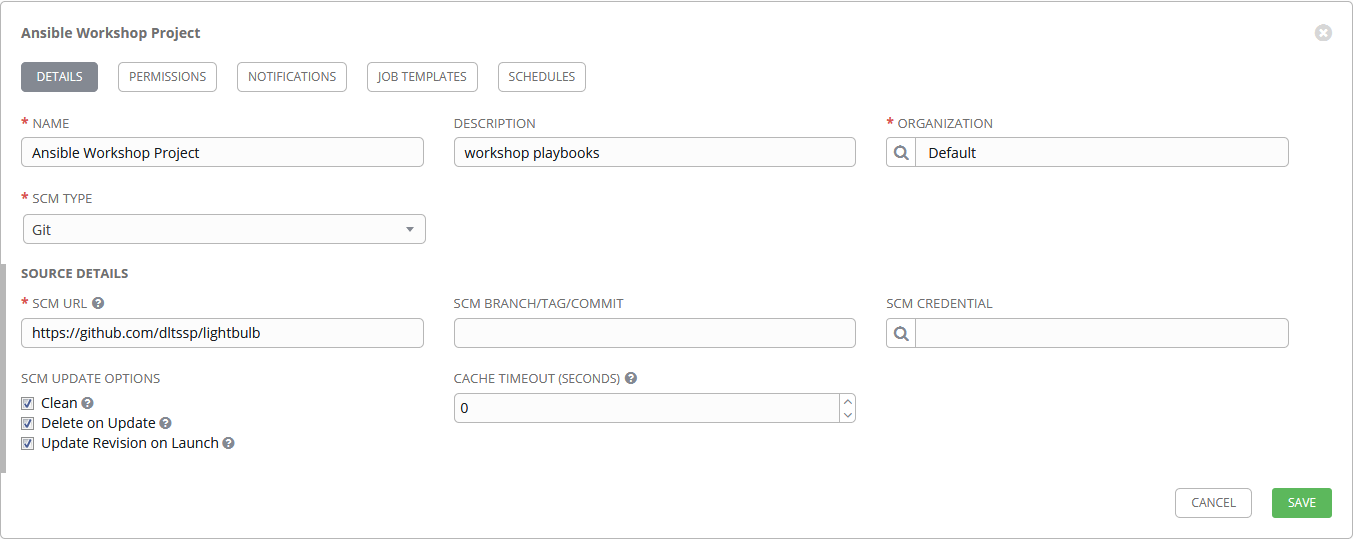 Ansible Workshop Project
DETAILS PERMISSIONS NOTIFICATIONS JOB TEMPLATES SCHEDULES
* NAME DESCRIPTION * ORGANIZATION
Ansible Workshop Project workshop playbooks Default
* SCM TYPE
Git
SOURCE DETAILS
* SCM URL ? SCM BRANCH/TAG/COMMIT SCM CREDENTIAL
https://github.com/dltssp/lightbulb
SCM UPDATE OPTIONS CACHE TIMEOUT (SECONDS) ?
Clean ?
0
Delete on Update ?
Update Revision on Launch ?
CANCEL SAVE